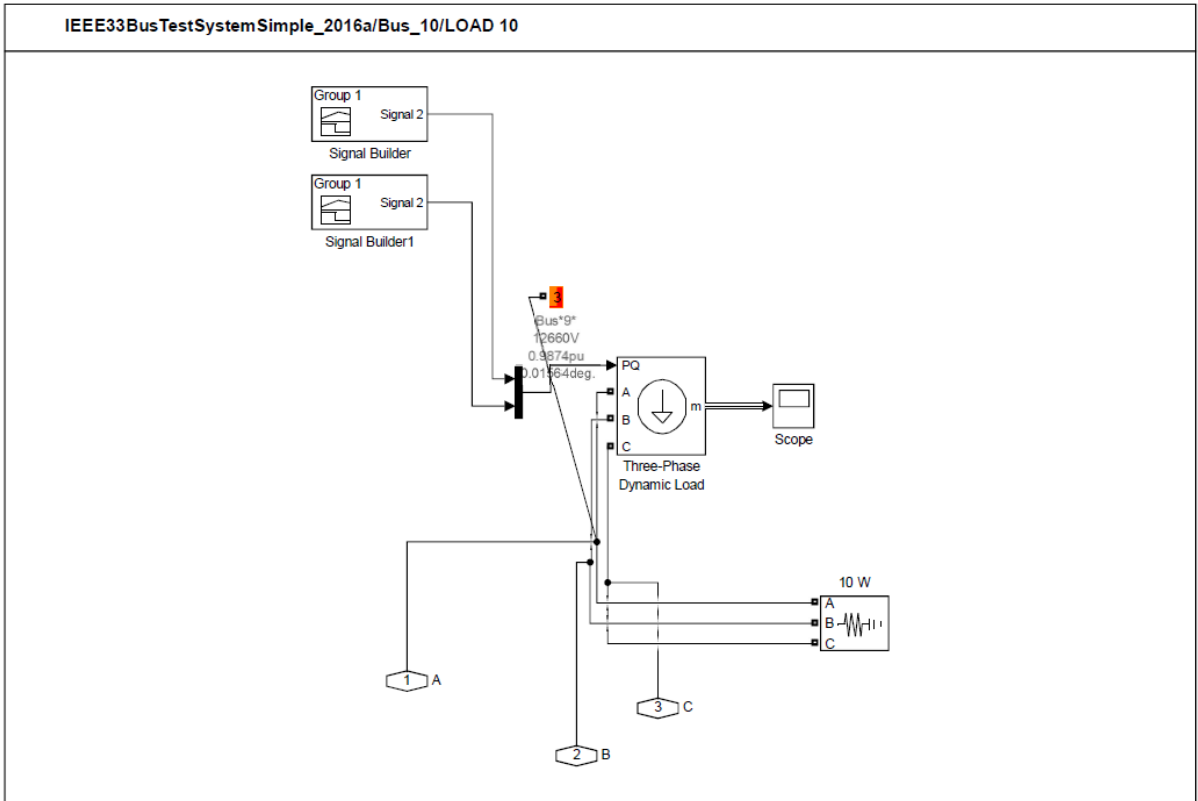 IEEE33BusTestSystemSimple_2016a/Bus_10/LOAD 10
Group 1
Signal 2
Signal Builder
Group 1
Signal 2
Signal Builder1
3
Bus*9*
12660V
0.9874pu
0.01564deg.
PQ
A
B
C
m
Three-Phase
Dynamic Load
Scope
10 W
A
B
C
1 A
3 C
2 B